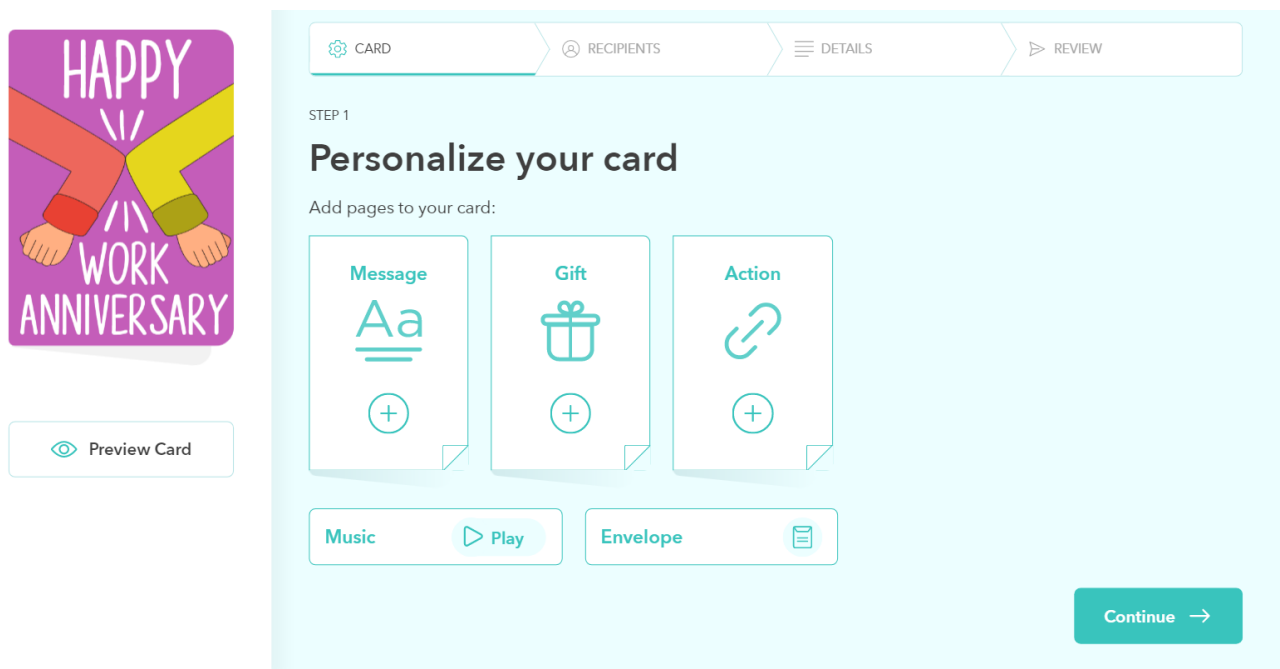 HAPPY
WORK
ANNIVERSARY
Preview Card
CARD
RECIPIENTS
DETAILS
REVIEW
STEP 1
Personalize your card
Add pages to your card:
Message
Gift
Action
Aa
Music
Play
Envelope
Continue